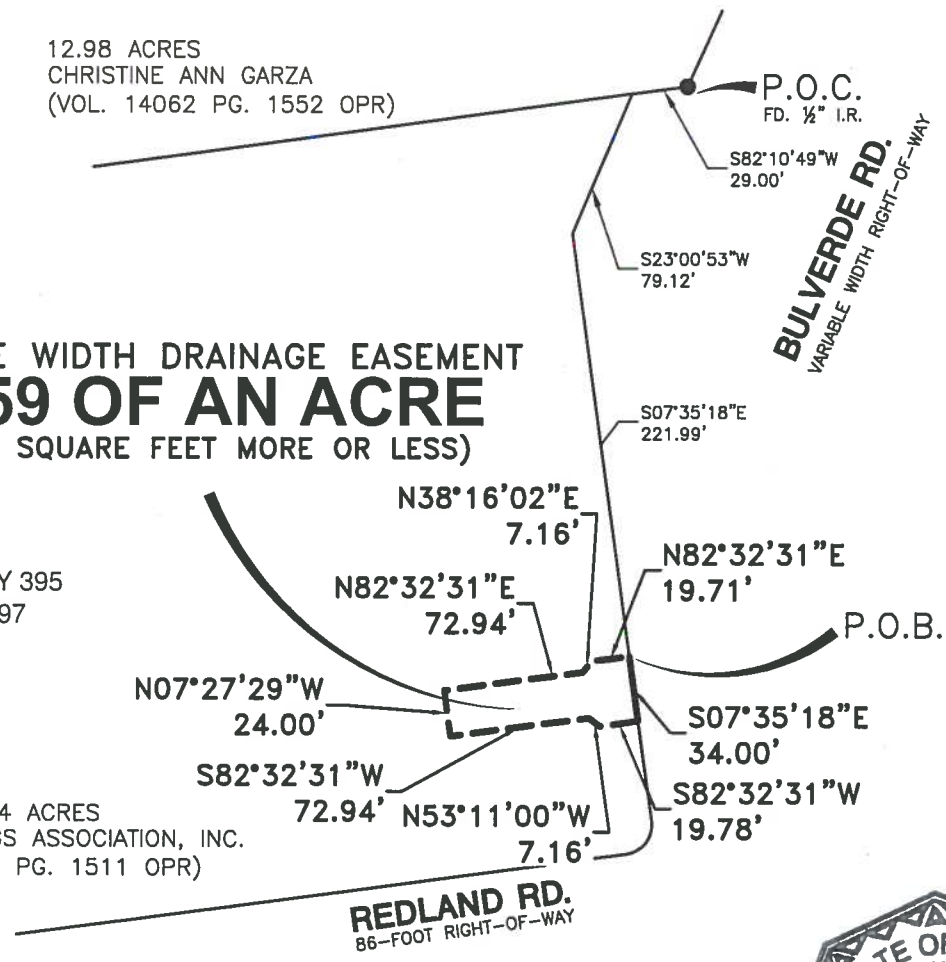 12.98 ACRES
CHRISTINE ANN GARZA
(VOL. 14062 PG. 1552 OPR)
P.O.C.
FD. ½" I.R.
S82°10'49"W
29.00'
BULVERDE RD.
VARIABLE WIDTH RIGHT-OF-WAY
S23°00'53"W
79.12'
E WIDTH DRAINAGE EASEMENT
59 OF AN ACRE
SQUARE FEET MORE OR LESS)
S07°35'18"E
221.99'
N38°16'02"E
7.16'
N82°32'31"E
19.71'
Y 395
97
N82°32'31"E
72.94'
P.O.B.
N07°27'29"W
24.00'
S07°35'18"E
34.00'
S82°32'31"W
72.94'
S82°32'31"W
19.78'
N53°11'00"W
7.16'
4 ACRES
GS ASSOCIATION, INC.
PG. 1511 OPR)
REDLAND RD.
86-FOOT RIGHT-OF-WAY
TE OF